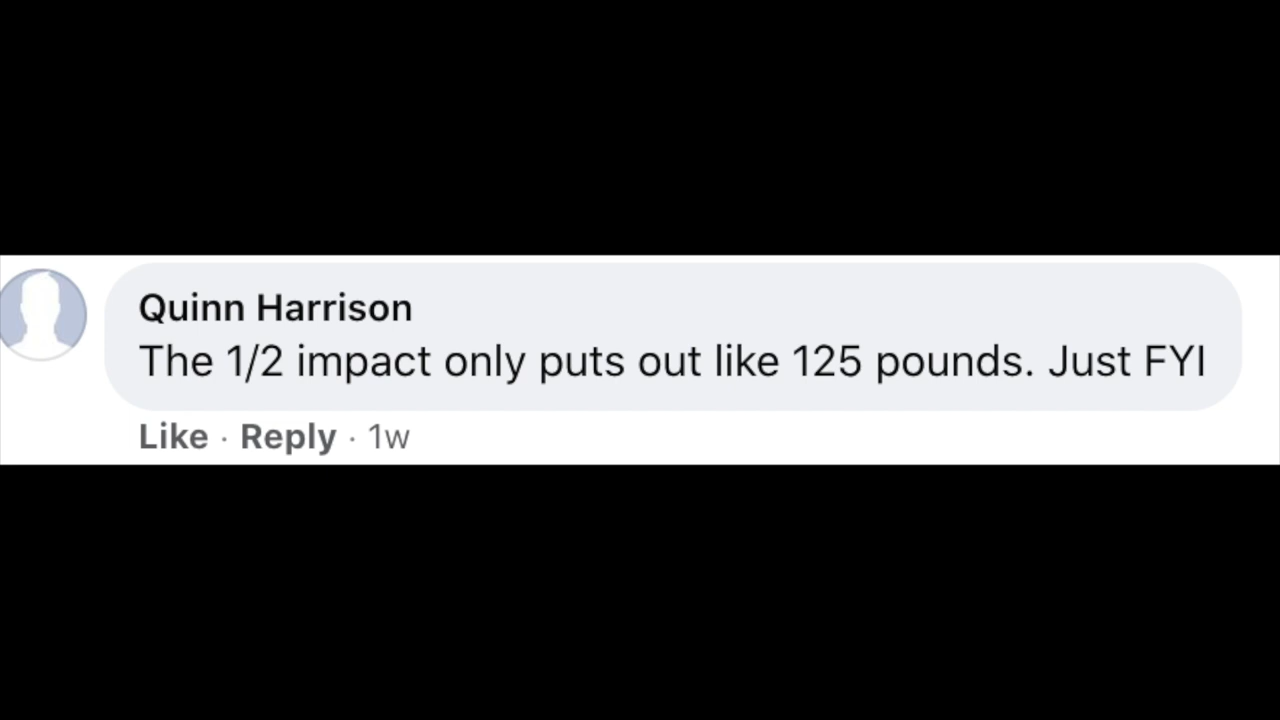 Quinn Harrison
The 1/2 impact only puts out like 125 pounds. Just FYI
Like · Reply · 1w